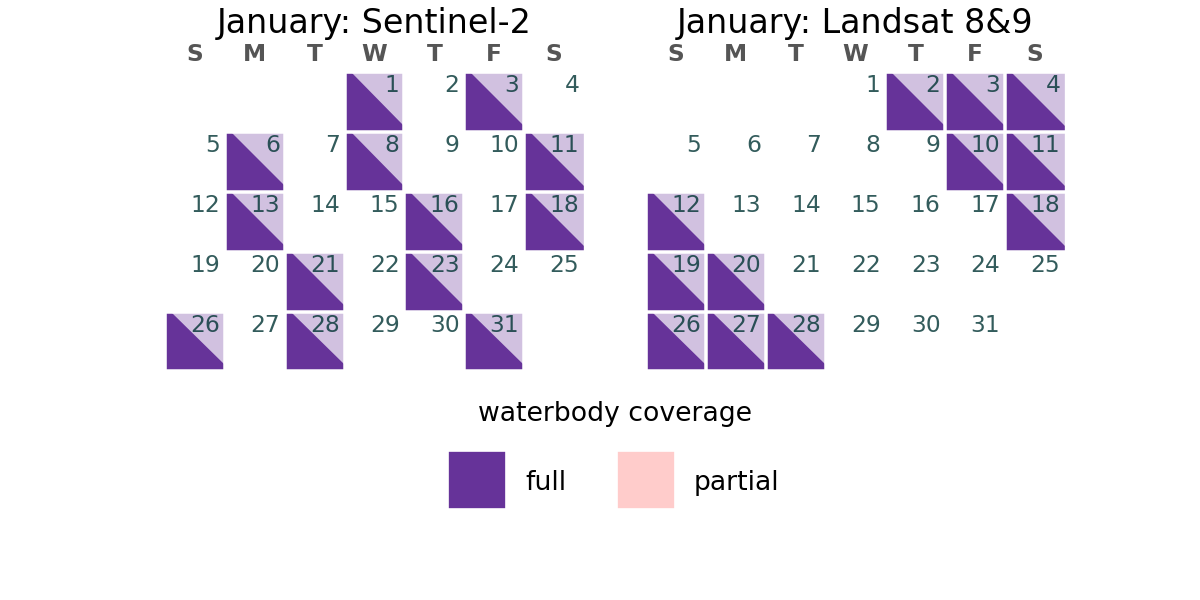 January: Sentinel-2
S M T W T F S
1 2 3 4
5 6 7 8 9 10 11
12 13 14 15 16 17 18
19 20 21 22 23 24 25
26 27 28 29 30 31
January: Landsat 8&9
S M T W T F S
1 2 3 4
5 6 7 8 9 10 11
12 13 14 15 16 17 18
19 20 21 22 23 24 25
26 27 28 29 30 31
waterbody coverage
full partial